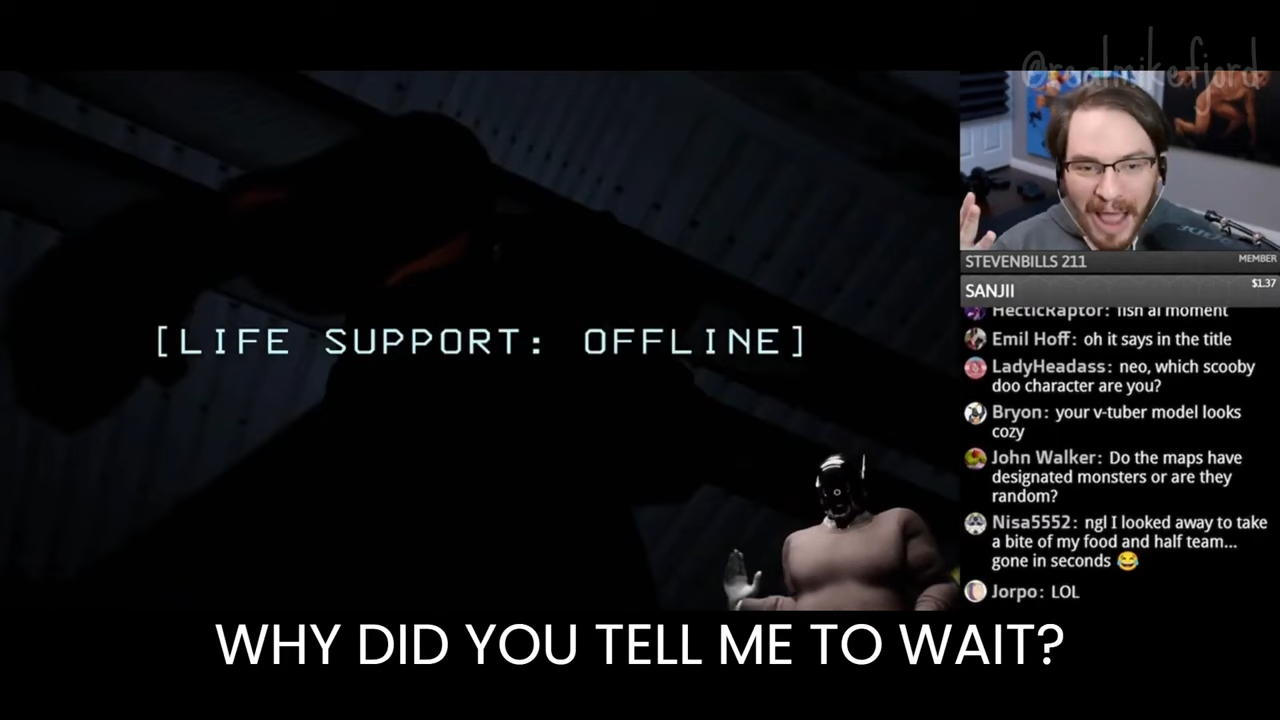 @realmikefjord
[LIFE SUPPORT: OFFLINE]
STEVENBILLS 211
MEMBER
SANJII
$1.37
HecticRaptor: fish ai moment
Emil Hoff: oh it says in the title
LadyHeadass: neo, which scooby
doo character are you?
Bryon: your v-tuber model looks
cozy
John Walker: Do the maps have
designated monsters or are they
random?
Nisa5552: ngl I looked away to take
a bite of my food and half team...
gone in seconds 😂
Jorpo: LOL
WHY DID YOU TELL ME TO WAIT?